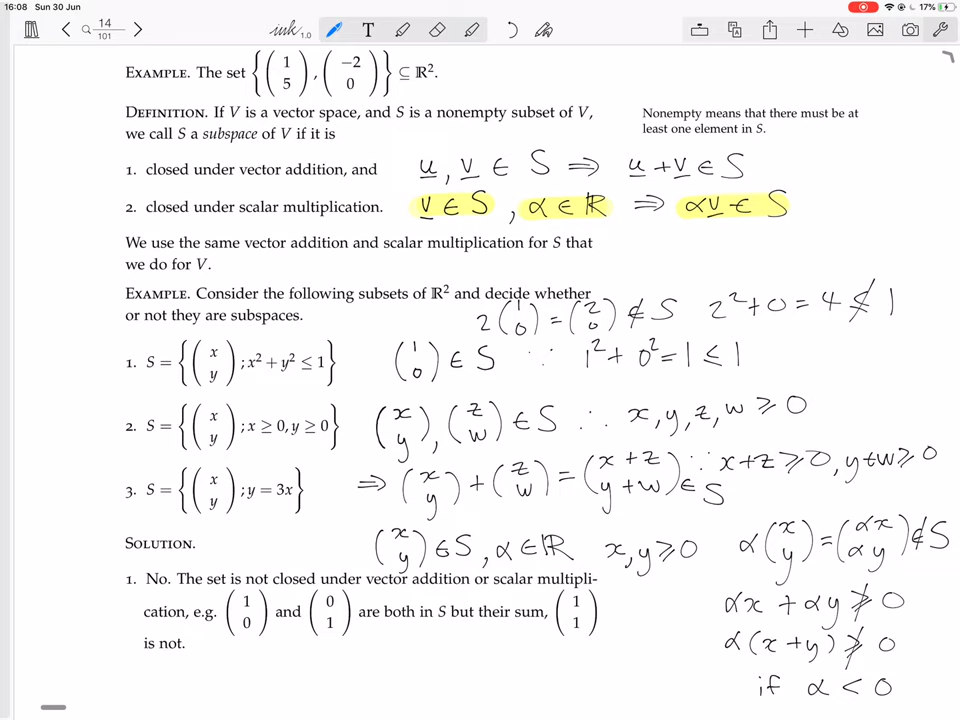 16:08 Sun 30 Jun 17%
14
101
ink 1.0 T
EXAMPLE. The set { ( 1 5 ) , ( −2 0 ) } ⊆ ℝ².
DEFINITION. If V is a vector space, and S is a nonempty subset of V,
we call S a subspace of V if it is
Nonempty means that there must be at
least one element in S.
1. closed under vector addition, and u, v ∈ S ⇒ u + v ∈ S
2. closed under scalar multiplication. v ∈ S , α ∈ ℝ ⇒ αv ∈ S
We use the same vector addition and scalar multiplication for S that
we do for V.
EXAMPLE. Consider the following subsets of ℝ² and decide whether
or not they are subspaces.
2 ( 1 0 ) = ( 2 0 ) ∉ S 2² + 0 = 4 ≰ 1
1. S = { ( x y ) ; x² + y² ≤ 1 } ( 1 0 ) ∈ S ∵ 1² + 0² = 1 ≤ 1
2. S = { ( x y ) ; x ≥ 0, y ≥ 0 } ( x y ) , ( z w ) ∈ S ∴ x, y, z, w ≥ 0
3. S = { ( x y ) ; y = 3x } ⇒ ( x y ) + ( z w ) = ( x + z y + w ) ∈ S ∵ x+z ≥ 0, y+w ≥ 0
SOLUTION. ( x y ) ∈ S, α ∈ ℝ x, y ≥ 0 α ( x y ) = ( αx αy ) ∉ S
1. No. The set is not closed under vector addition or scalar multipli-
cation, e.g. ( 1 0 ) and ( 0 1 ) are both in S but their sum, ( 1 1 )
is not.
αx + αy ≱ 0
α (x + y) ≱ 0
if α < 0